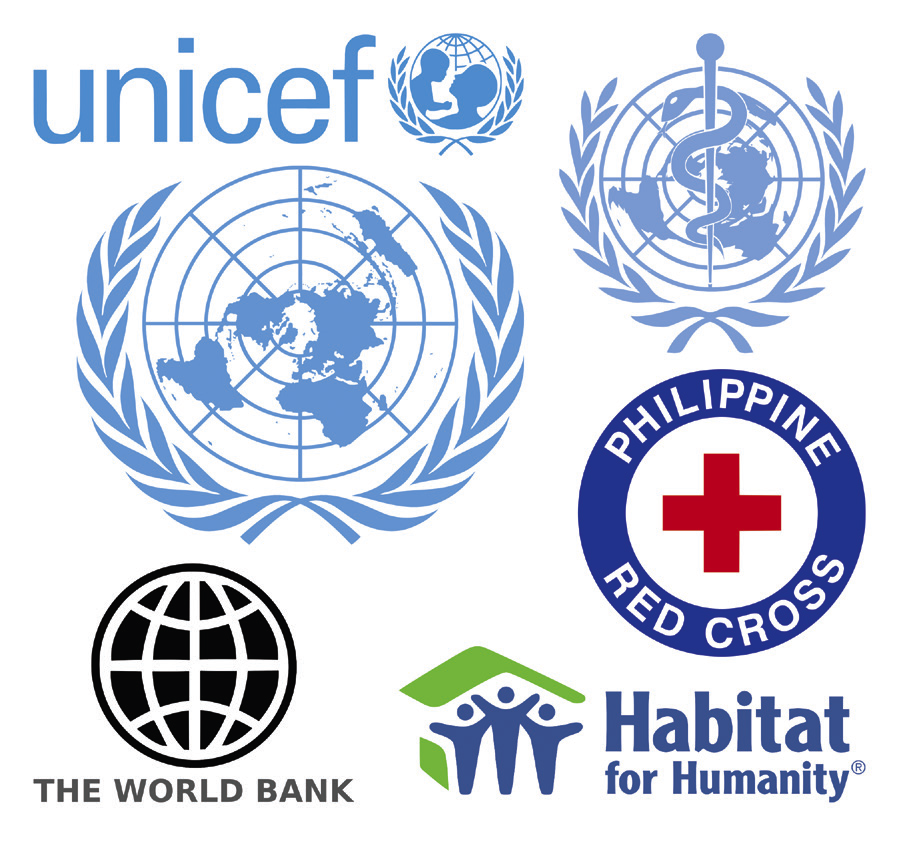 unicef
PHILIPPINE
RED CROSS
THE WORLD BANK
Habitat
for Humanity®